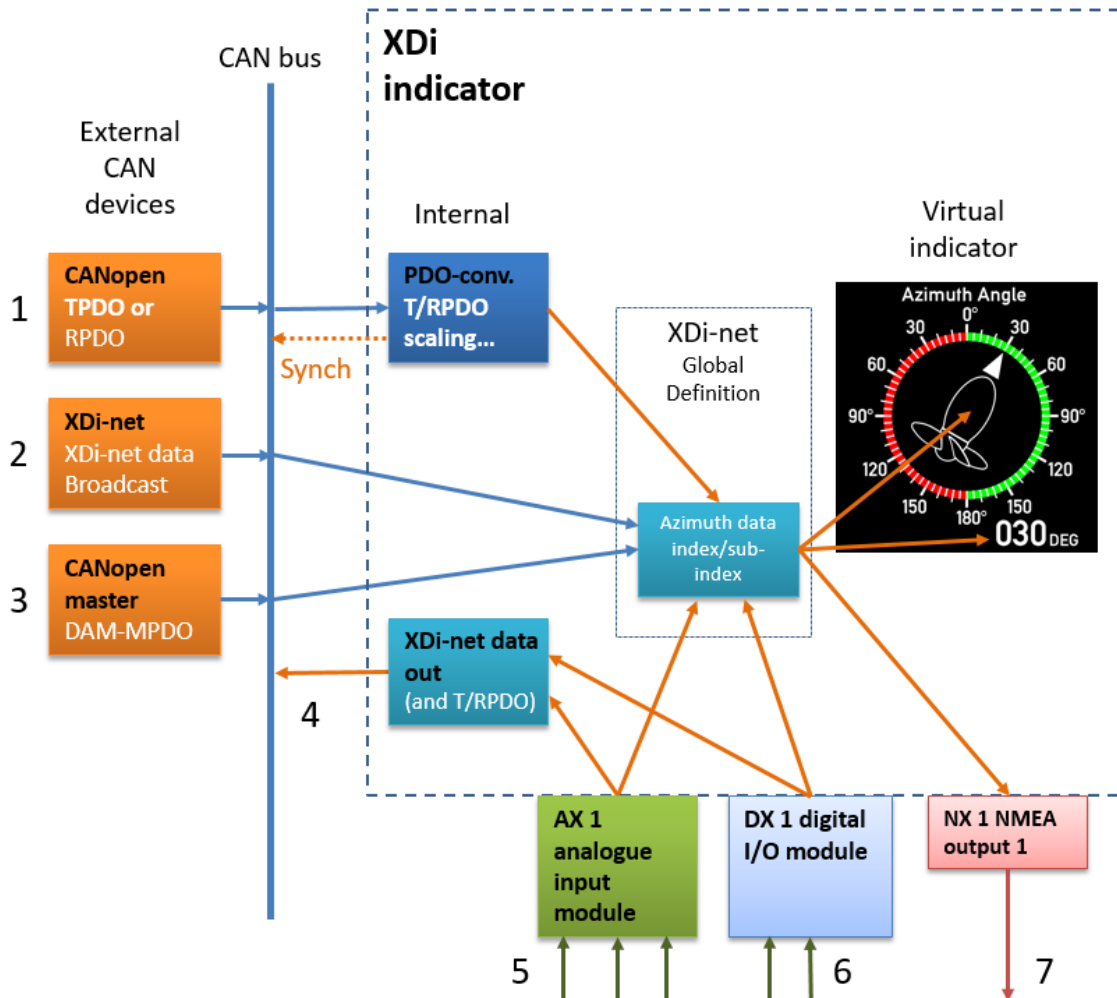 XDi
indicator
CAN bus
External
CAN
devices
Internal
Virtual
indicator
1
CANopen
TPDO or
RPDO
PDO-conv.
T/RPDO
scaling...
Synch
XDi-net
Global
Definition
Azimuth Angle
0°
30
30
60
60
90°
90°
120
120
150
150
180°
030 DEG
2
XDi-net
XDi-net data
Broadcast
Azimuth data
index/sub-
index
3
CANopen
master
DAM-MPDO
XDi-net data
out
(and T/RPDO)
4
AX 1
analogue
input
module
DX 1 digital
I/O module
NX 1 NMEA
output 1
5
6
7